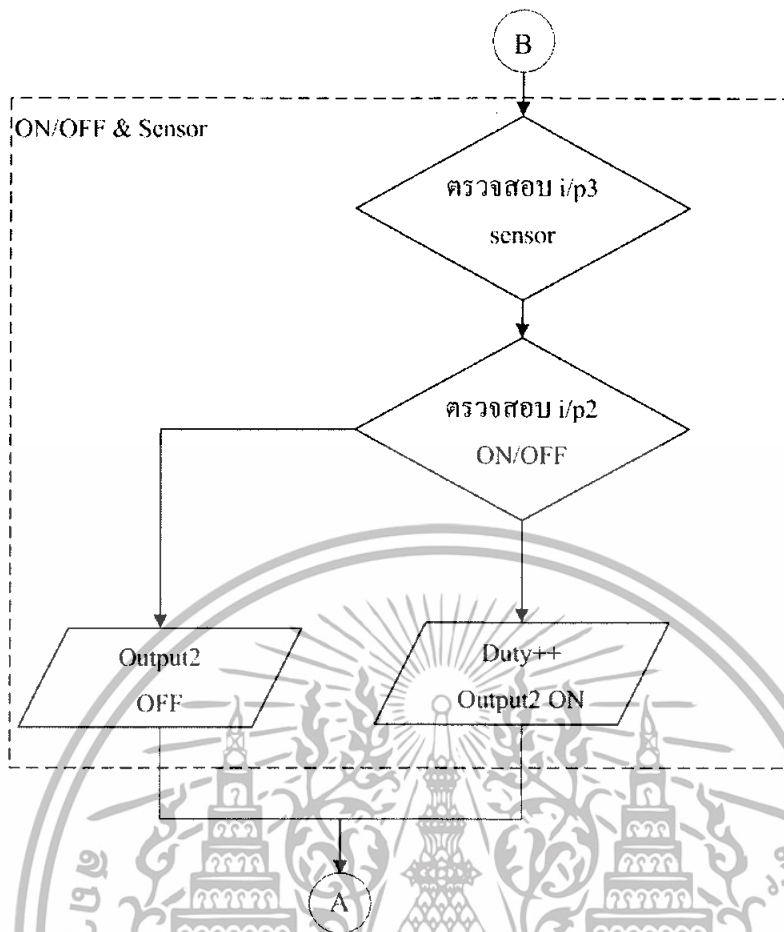 B
ON/OFF & Sensor
ตรวจสอบ i/p3
sensor
ตรวจสอบ i/p2
ON/OFF
Output2
OFF
Duty++
Output2 ON
A